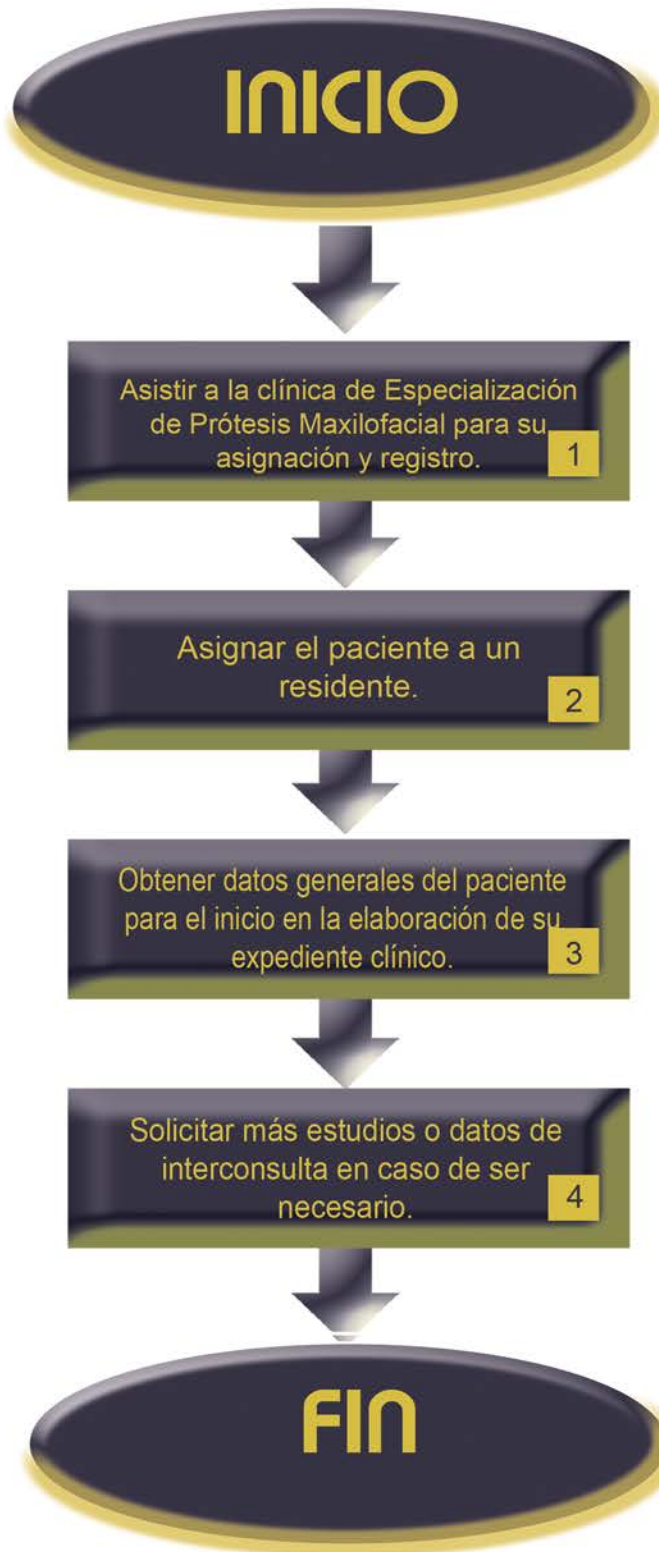 INICIO
Asistir a la clínica de Especialización
de Prótesis Maxilofacial para su
asignación y registro.
1
Asignar el paciente a un
residente.
2
Obtener datos generales del paciente
para el inicio en la elaboración de su
expediente clínico.
3
Solicitar más estudios o datos de
interconsulta en caso de ser
necesario.
4
FIN